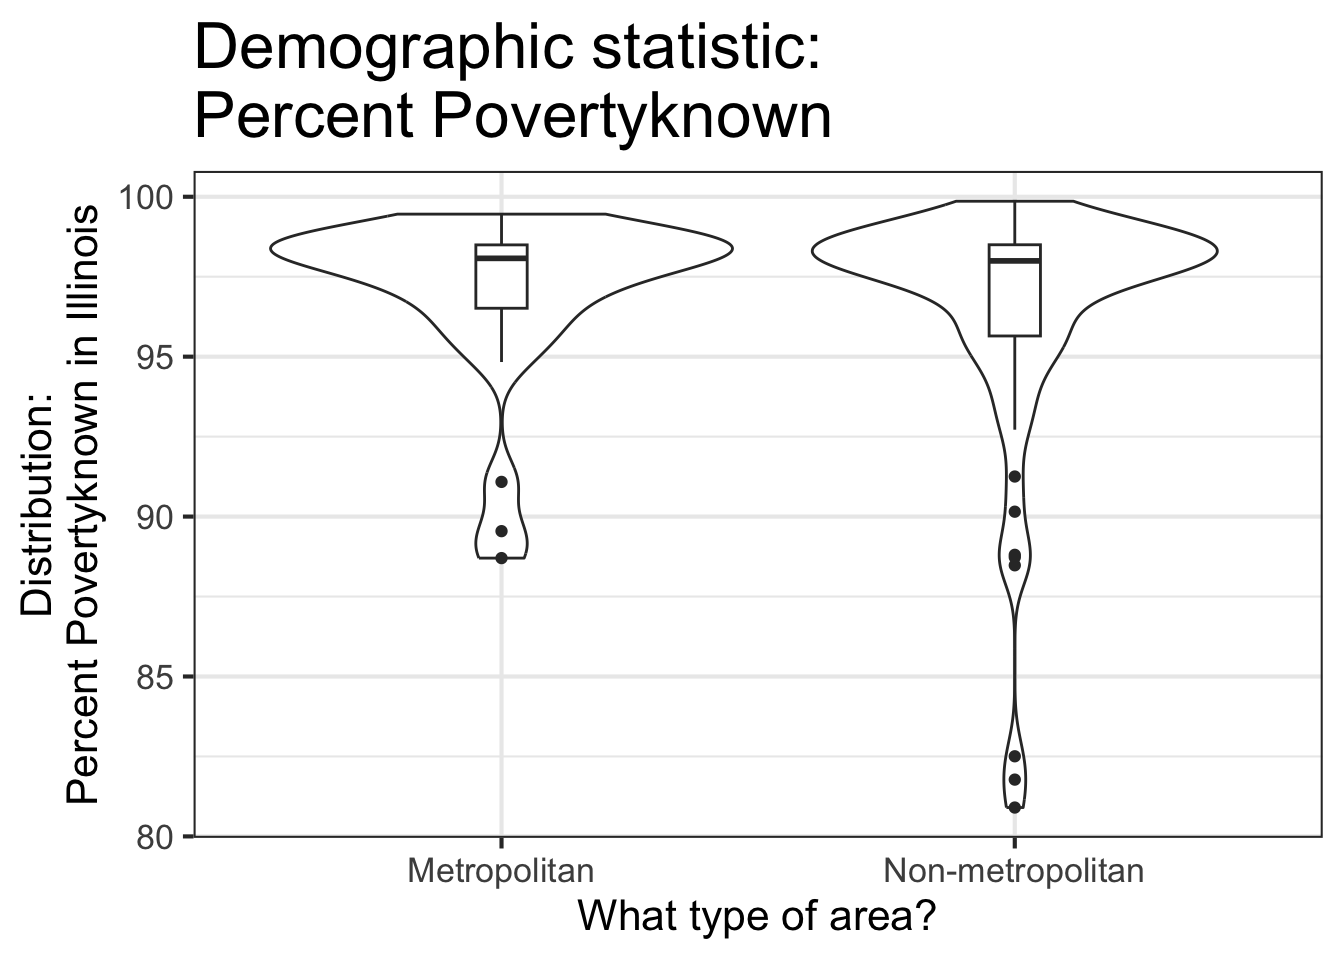 Demographic statistic:
Percent Povertyknown
Distribution:
Percent Povertyknown in Illinois
100
95
90
85
80
Metropolitan
Non-metropolitan
What type of area?